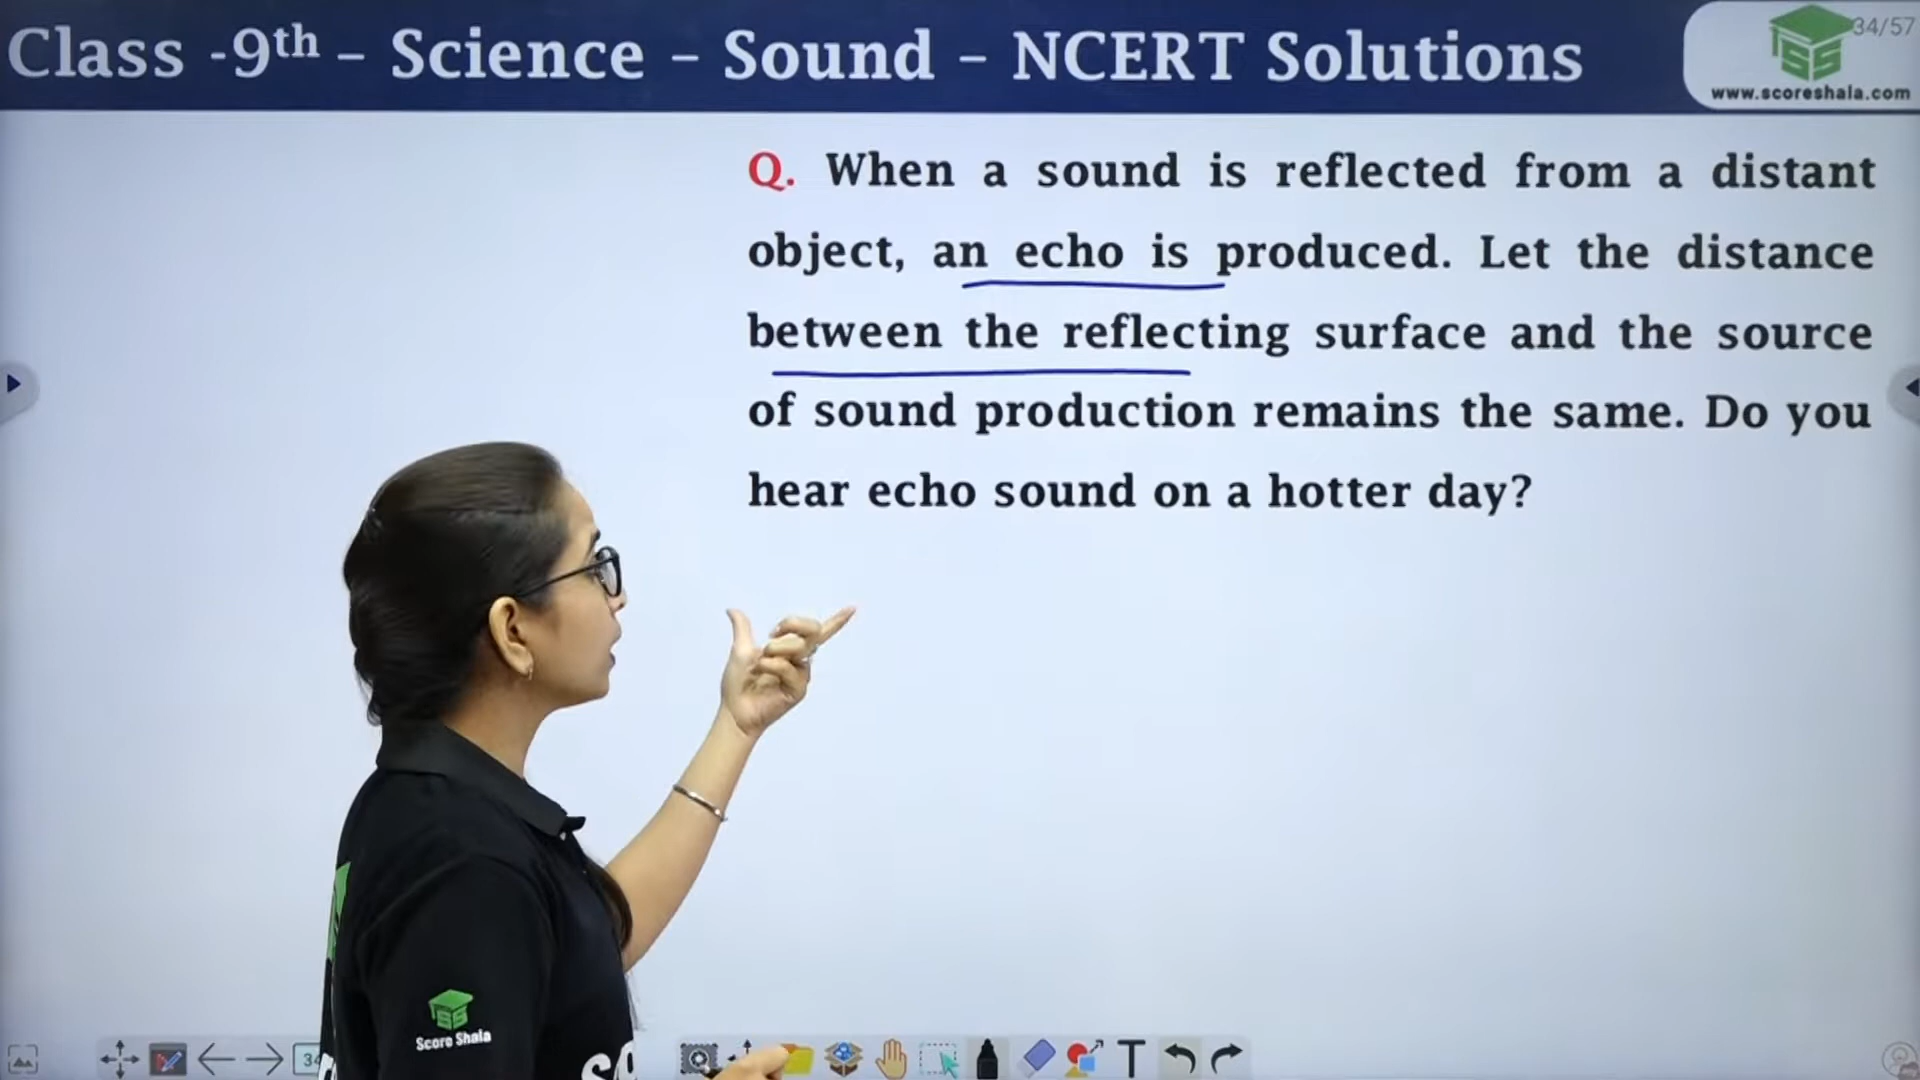 Class -9th – Science – Sound – NCERT Solutions
34/57
www.scoreshala.com
Q. When a sound is reflected from a distant
object, an echo is produced. Let the distance
between the reflecting surface and the source
of sound production remains the same. Do you
hear echo sound on a hotter day?
SS
Score Shala
34
T